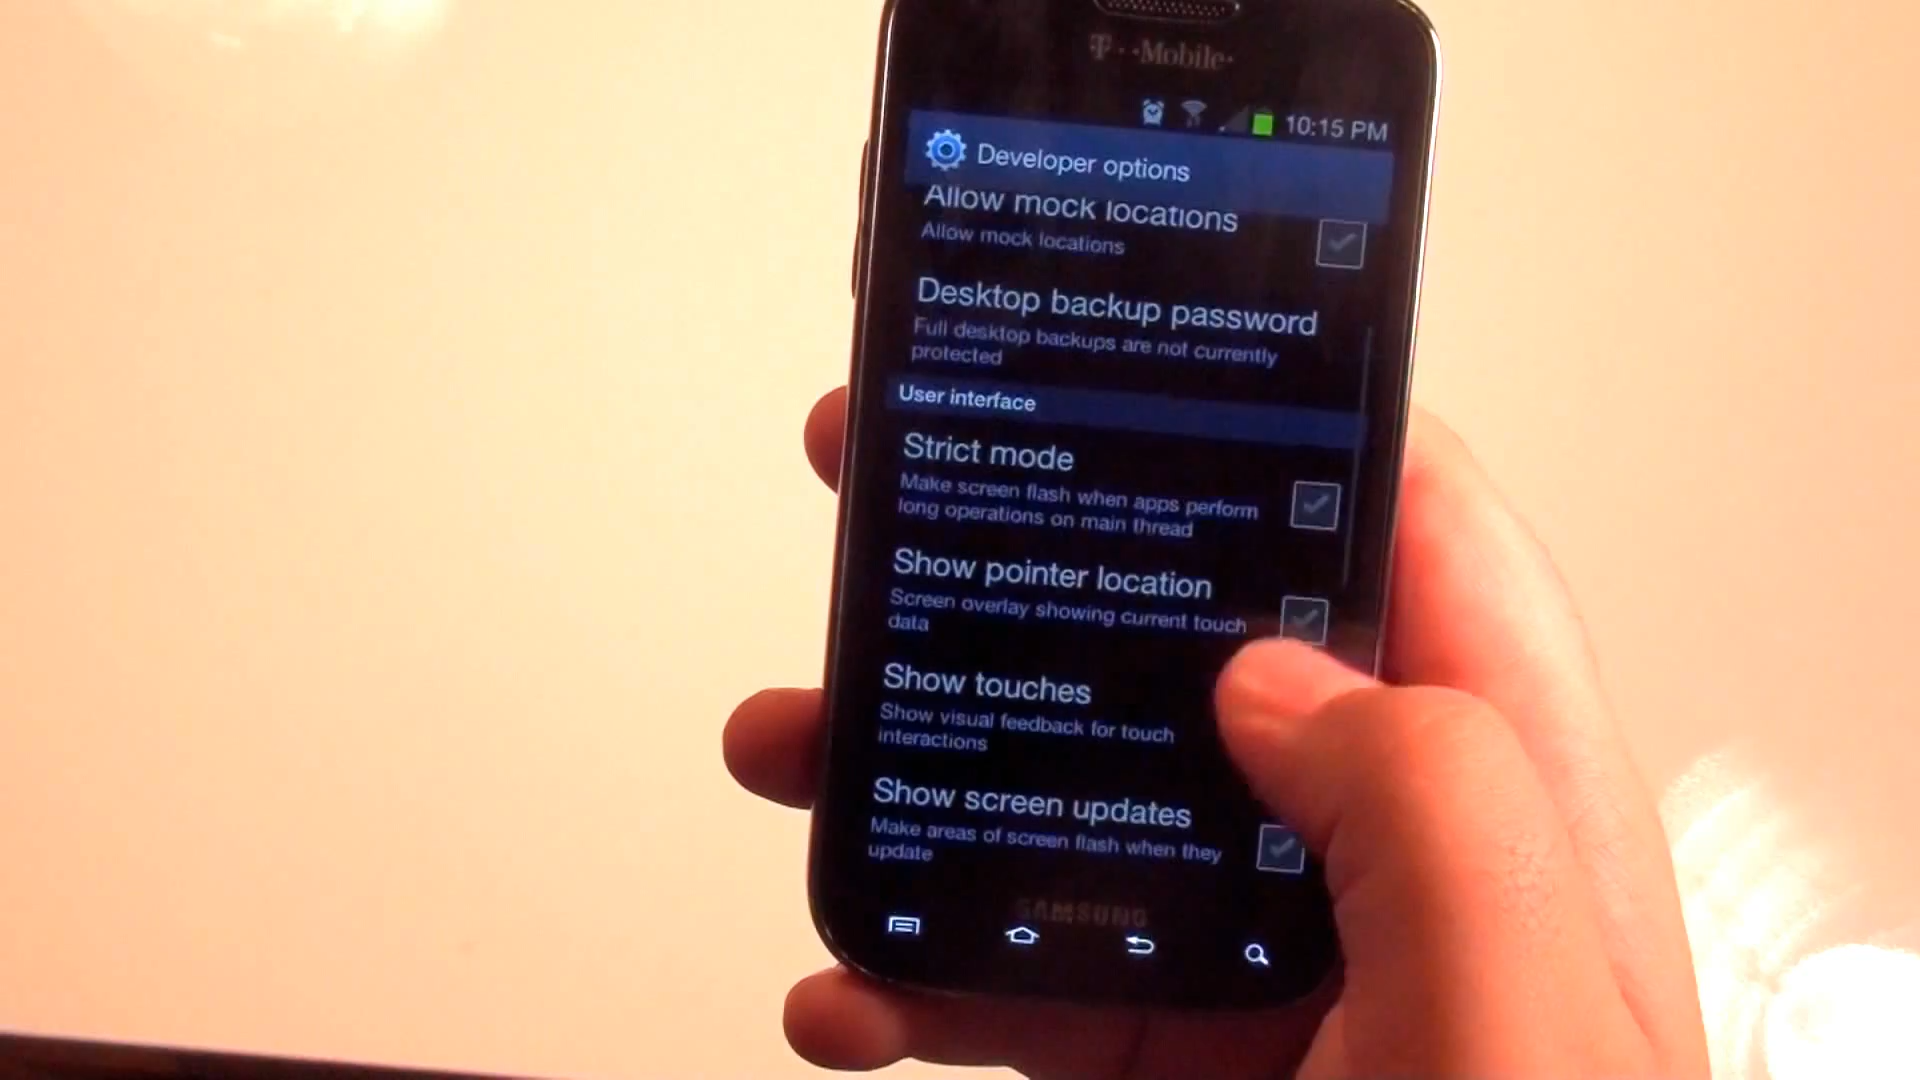 T··Mobile·
10:15 PM
Developer options
Allow mock locations
Allow mock locations
Desktop backup password
Full desktop backups are not currently
protected
User interface
Strict mode
Make screen flash when apps perform
long operations on main thread
Show pointer location
Screen overlay showing current touch
data
Show touches
Show visual feedback for touch
interactions
Show screen updates
Make areas of screen flash when they
update
SAMSUNG